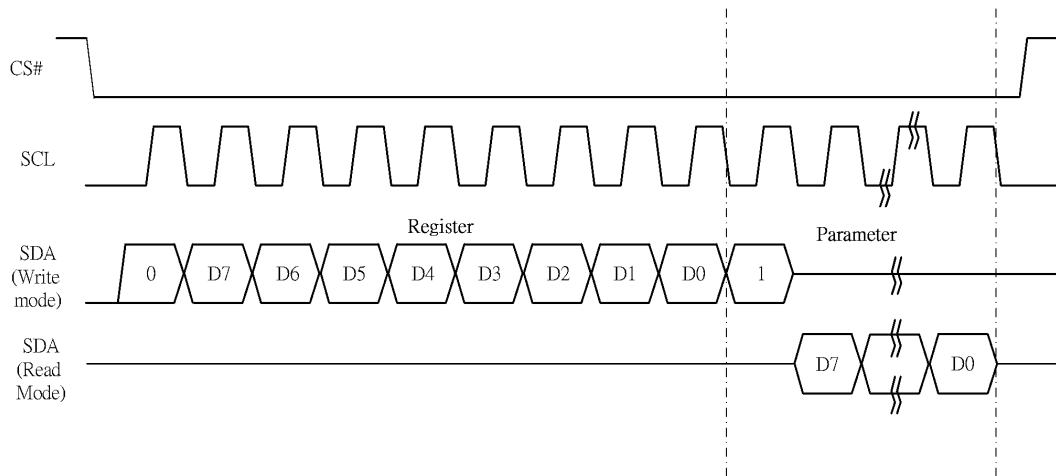 CS#
SCL
Register
Parameter
SDA
(Write
mode)
0 D7 D6 D5 D4 D3 D2 D1 D0 1
SDA
(Read
Mode)
D7 D0